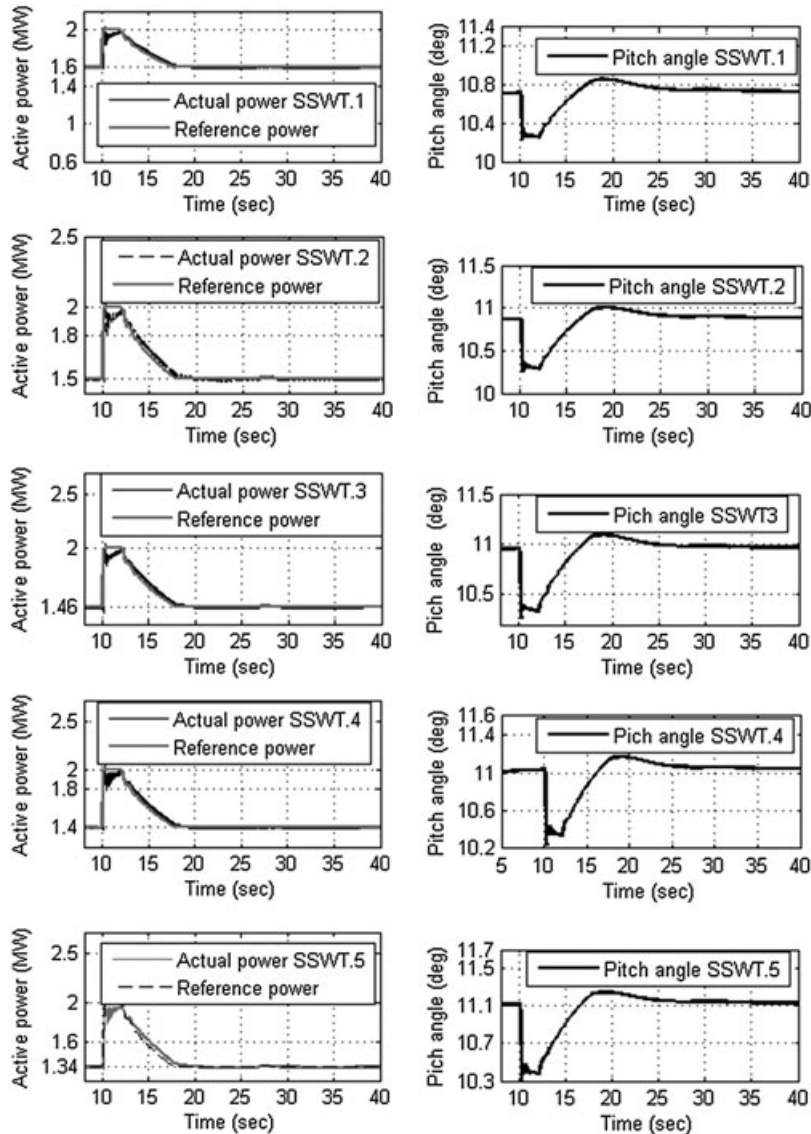 Active power (MW)
2
1.6
1.4
1
0.6
Actual power SSWT.1
Reference power
10 15 20 25 30 35 40
Time (sec)
Pitch angle (deg)
11.4
11.2
10.8
10.4
10
Pitch angle SSWT.1
10 15 20 25 30 35 40
Time (sec)
Active power (MW)
2.5
2
1.8
1.5
Actual power SSWT.2
Reference power
10 15 20 25 30 35 40
Time (sec)
Pitch angle (deg)
11.5
11
10.5
10
Pitch angle SSWT.2
10 15 20 25 30 35 40
Time (sec)
Active power (MW)
2.5
2
1.46
Actual power SSWT.3
Reference power
10 15 20 25 30 35 40
Time (sec)
Pich angle (deg)
11.5
11
10.5
Pich angle SSWT3
10 15 20 25 30 35 40
Time (sec)
Active power (MW)
2.5
2
1.8
1.4
Actual power SSWT.4
Reference power
10 15 20 25 30 35 40
Time (sec)
Pitch angle (deg)
11.6
11.4
11
10.6
10.2
Pich angle SSWT.4
5 10 15 20 25 30 35 40
Time (sec)
Active power (MW)
2.5
2
1.6
1.34
Actual power SSWT.5
Reference power
10 15 20 25 30 35 40
Time (sec)
Pitch angle (deg)
11.7
11.5
11.1
10.7
10.3
Pitch angle SSWT.5
10 15 20 25 30 35 40
Time (sec)